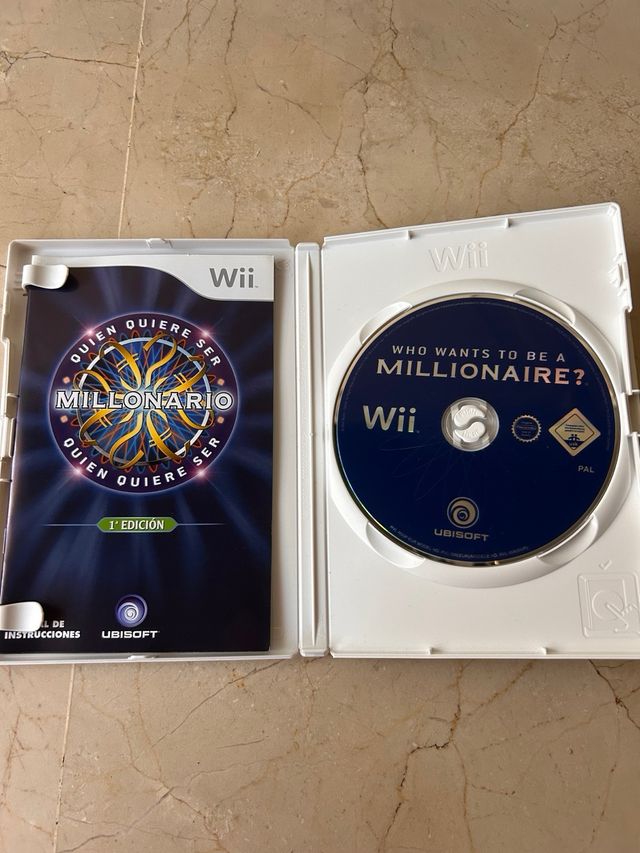 Wii
QUIEN QUIERE SER
MILLONARIO
QUIEN QUIERE SER
1ª EDICIÓN
L DE
INSTRUCCIONES
UBISOFT
Wii
WHO WANTS TO BE A
MILLIONAIRE?
Wii
PAL
UBISOFT